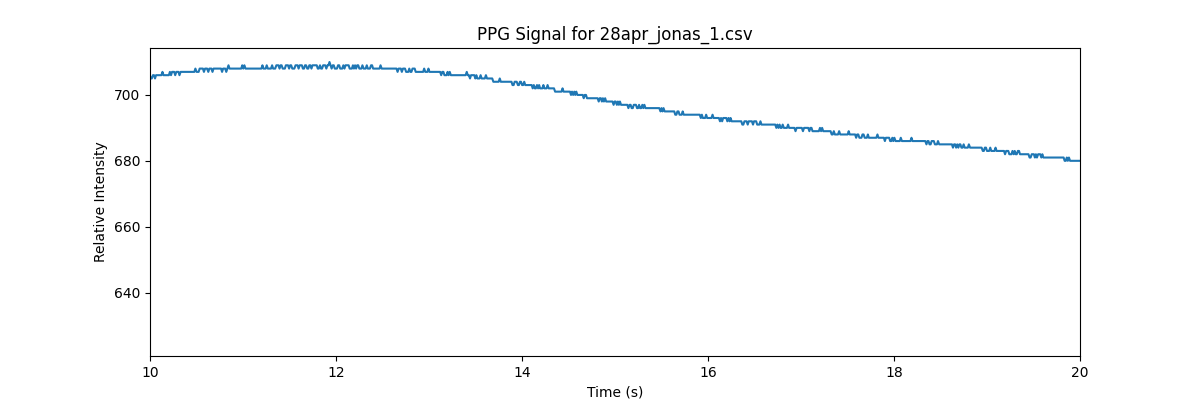 PPG Signal for 28apr_jonas_1.csv
Relative Intensity
700
680
660
640
10 12 14 16 18 20
Time (s)